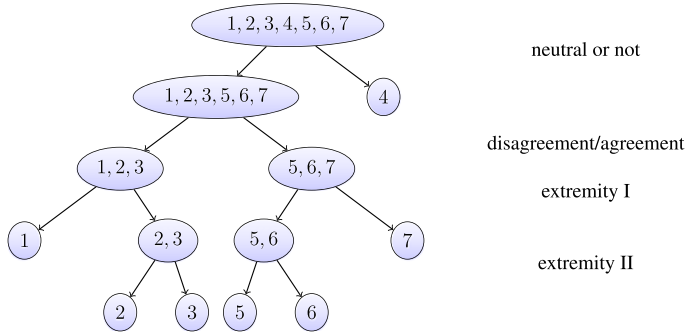 1, 2, 3, 4, 5, 6, 7
neutral or not
1, 2, 3, 5, 6, 7
4
disagreement/agreement
1, 2, 3
5, 6, 7
extremity I
1
2, 3
5, 6
7
extremity II
2
3
5
6